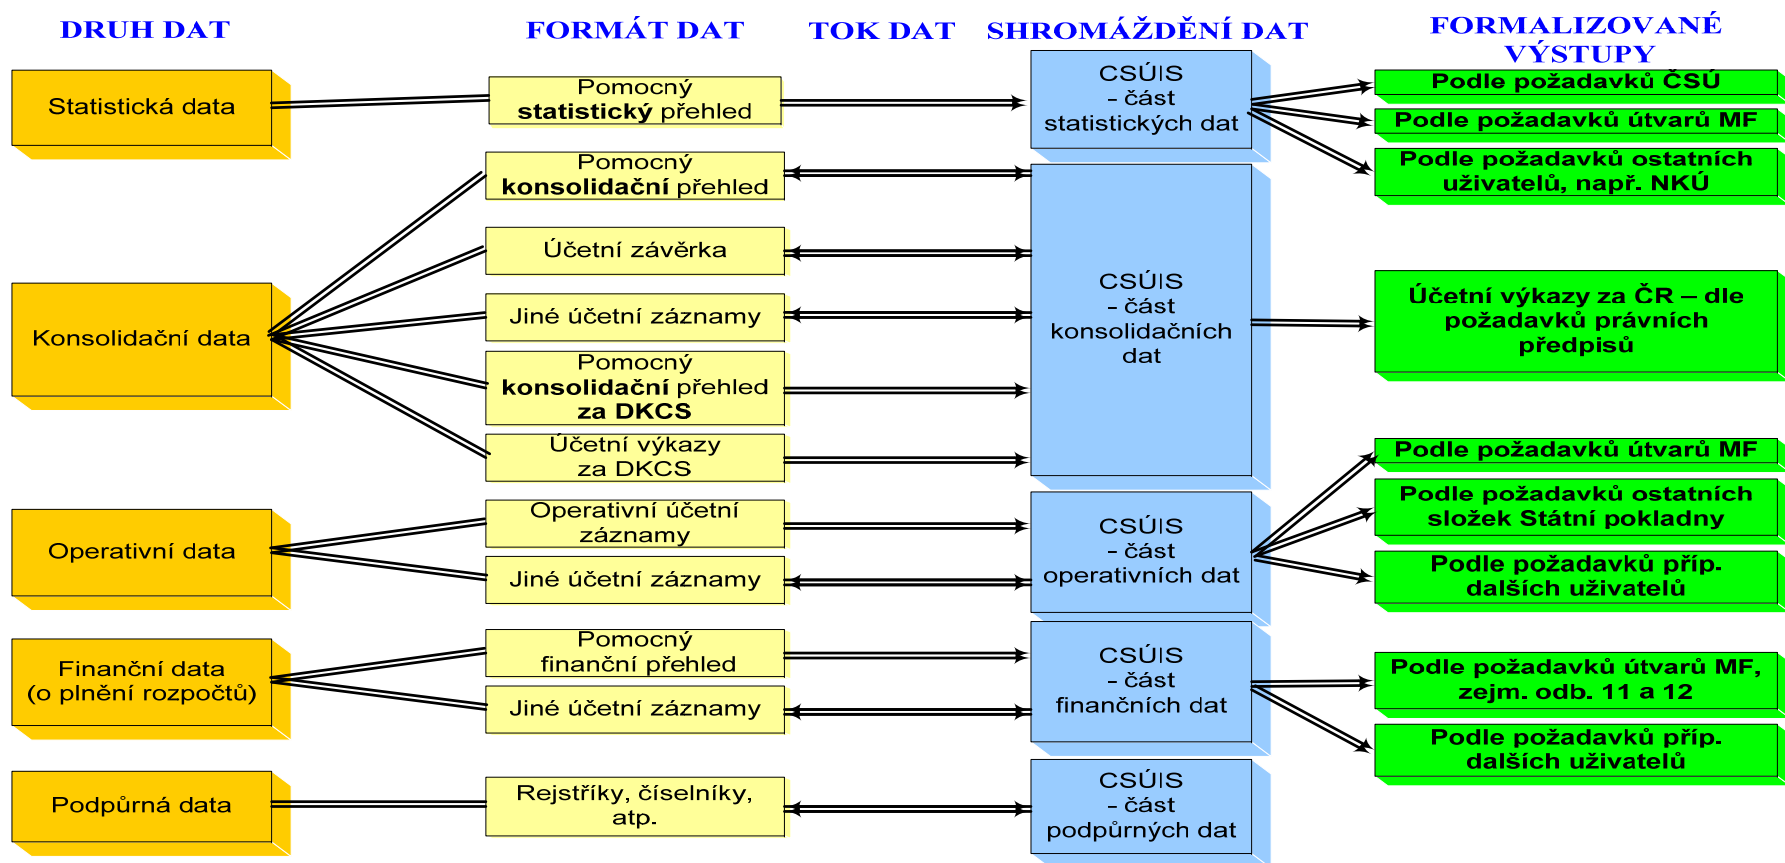 DRUH DAT
FORMÁT DAT
TOK DAT
SHROMÁŽDĚNÍ DAT
FORMALIZOVANÉ
VÝSTUPY
Statistická data
Pomocný
statistický přehled
CSÚIS
- část
statistických dat
Podle požadavků ČSÚ
Podle požadavků útvarů MF
Podle požadavků ostatních
uživatelů, např. NKÚ
Konsolidační data
Pomocný
konsolidační přehled
Účetní závěrka
Jiné účetní záznamy
Pomocný
konsolidační přehled
za DKCS
Účetní výkazy
za DKCS
CSÚIS
- část
konsolidačních
dat
Účetní výkazy za ČR – dle
požadavků právních
předpisů
Operativní data
Operativní účetní
záznamy
Jiné účetní záznamy
CSÚIS
- část
operativních dat
Podle požadavků útvarů MF
Podle požadavků ostatních
složek Státní pokladny
Podle požadavků příp.
dalších uživatelů
Finanční data
(o plnění rozpočtů)
Pomocný
finanční přehled
Jiné účetní záznamy
CSÚIS
- část
finančních dat
Podle požadavků útvarů MF,
zejm. odb. 11 a 12
Podle požadavků příp.
dalších uživatelů
Podpůrná data
Rejstříky, číselníky,
atp.
CSÚIS
- část
podpůrných dat